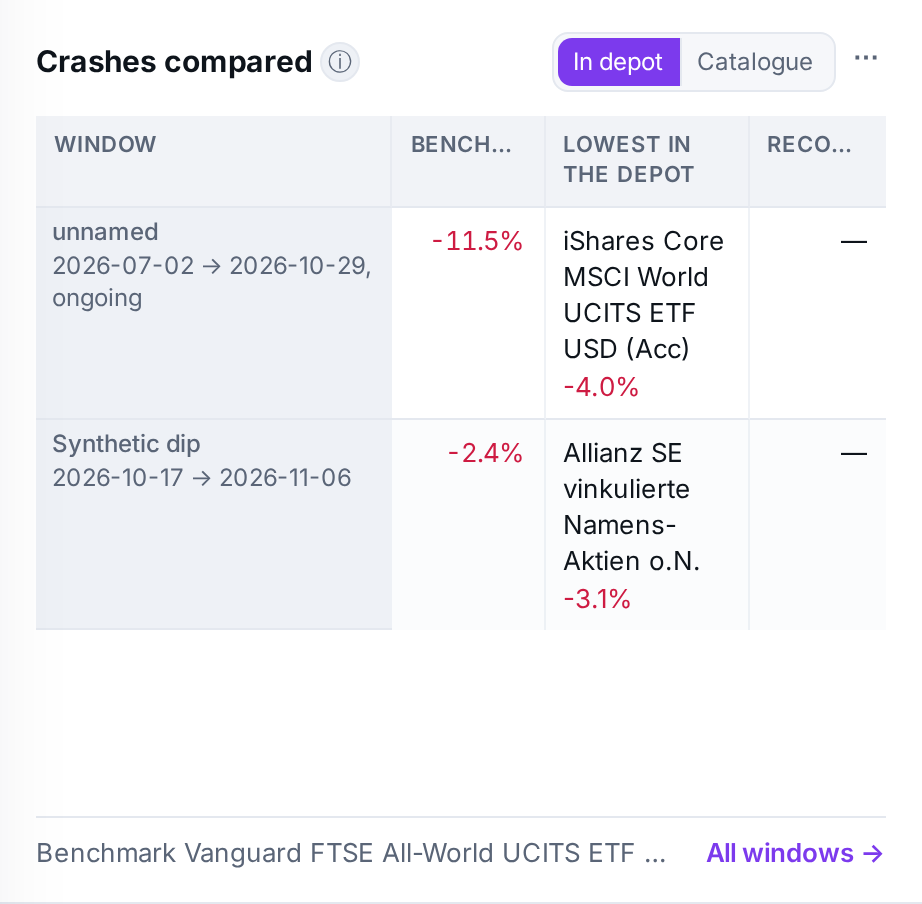 Crashes compared ⓘ In depot Catalogue ...
WINDOW BENCH... LOWEST IN THE DEPOT RECO...
unnamed
2026-07-02 → 2026-10-29,
ongoing
-11.5%
iShares Core
MSCI World
UCITS ETF
USD (Acc)
-4.0%
—
Synthetic dip
2026-10-17 → 2026-11-06
-2.4%
Allianz SE
vinkulierte
Namens-
Aktien o.N.
-3.1%
—
Benchmark Vanguard FTSE All-World UCITS ETF ... All windows →